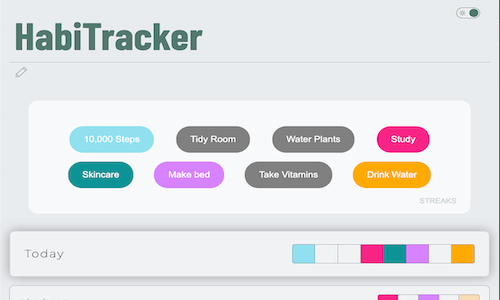 HabiTracker
10,000 Steps Tidy Room Water Plants Study
Skincare Make bed Take Vitamins Drink Water
STREAKS
Today